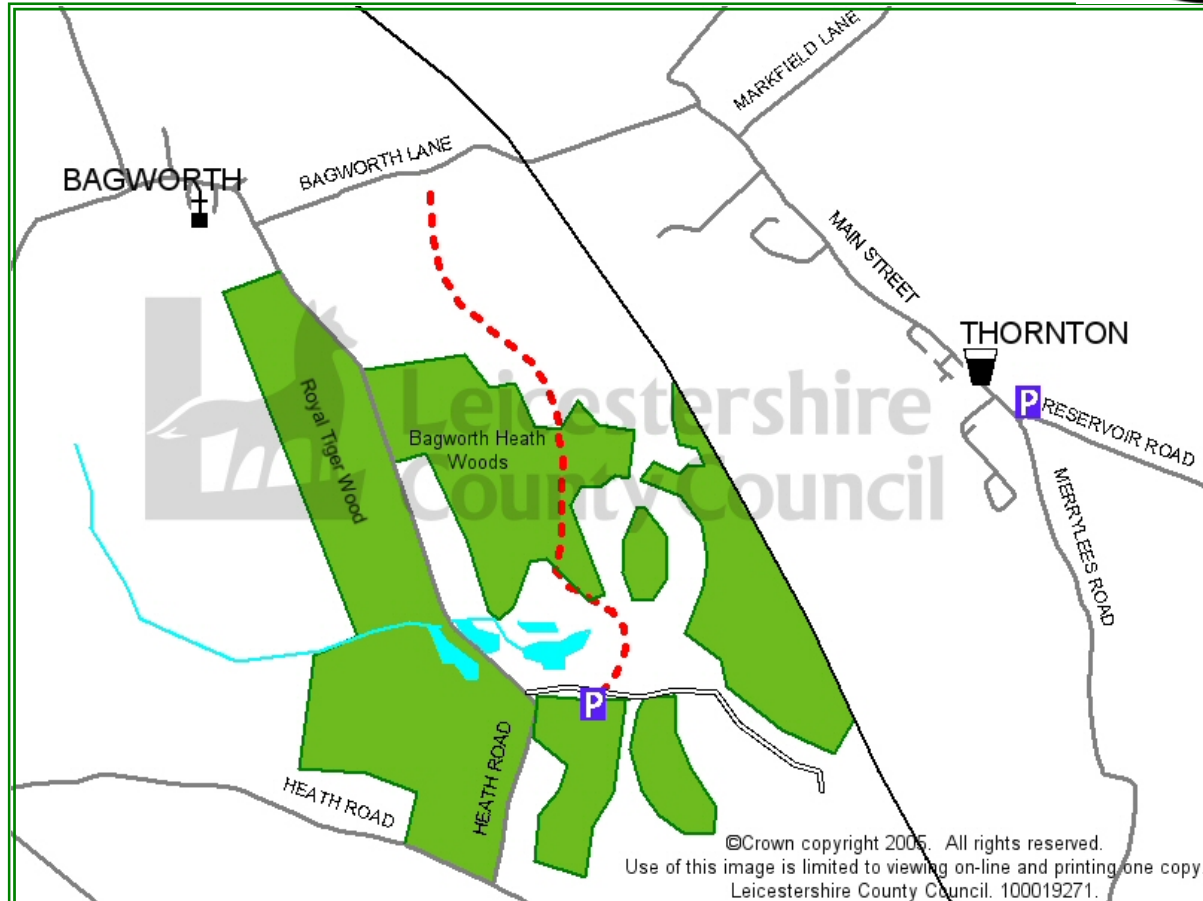 MARKFIELD LANE
BAGWORTH LANE
BAGWORTH
MAIN STREET
THORNTON
P
RESERVOIR ROAD
Royal Tiger Wood
Leicestershire
County Council
Bagworth Heath
Woods
MERRYLEES ROAD
P
HEATH ROAD
HEATH ROAD
©Crown copyright 2005. All rights reserved.
Use of this image is limited to viewing on-line and printing one copy
Leicestershire County Council. 100019271.